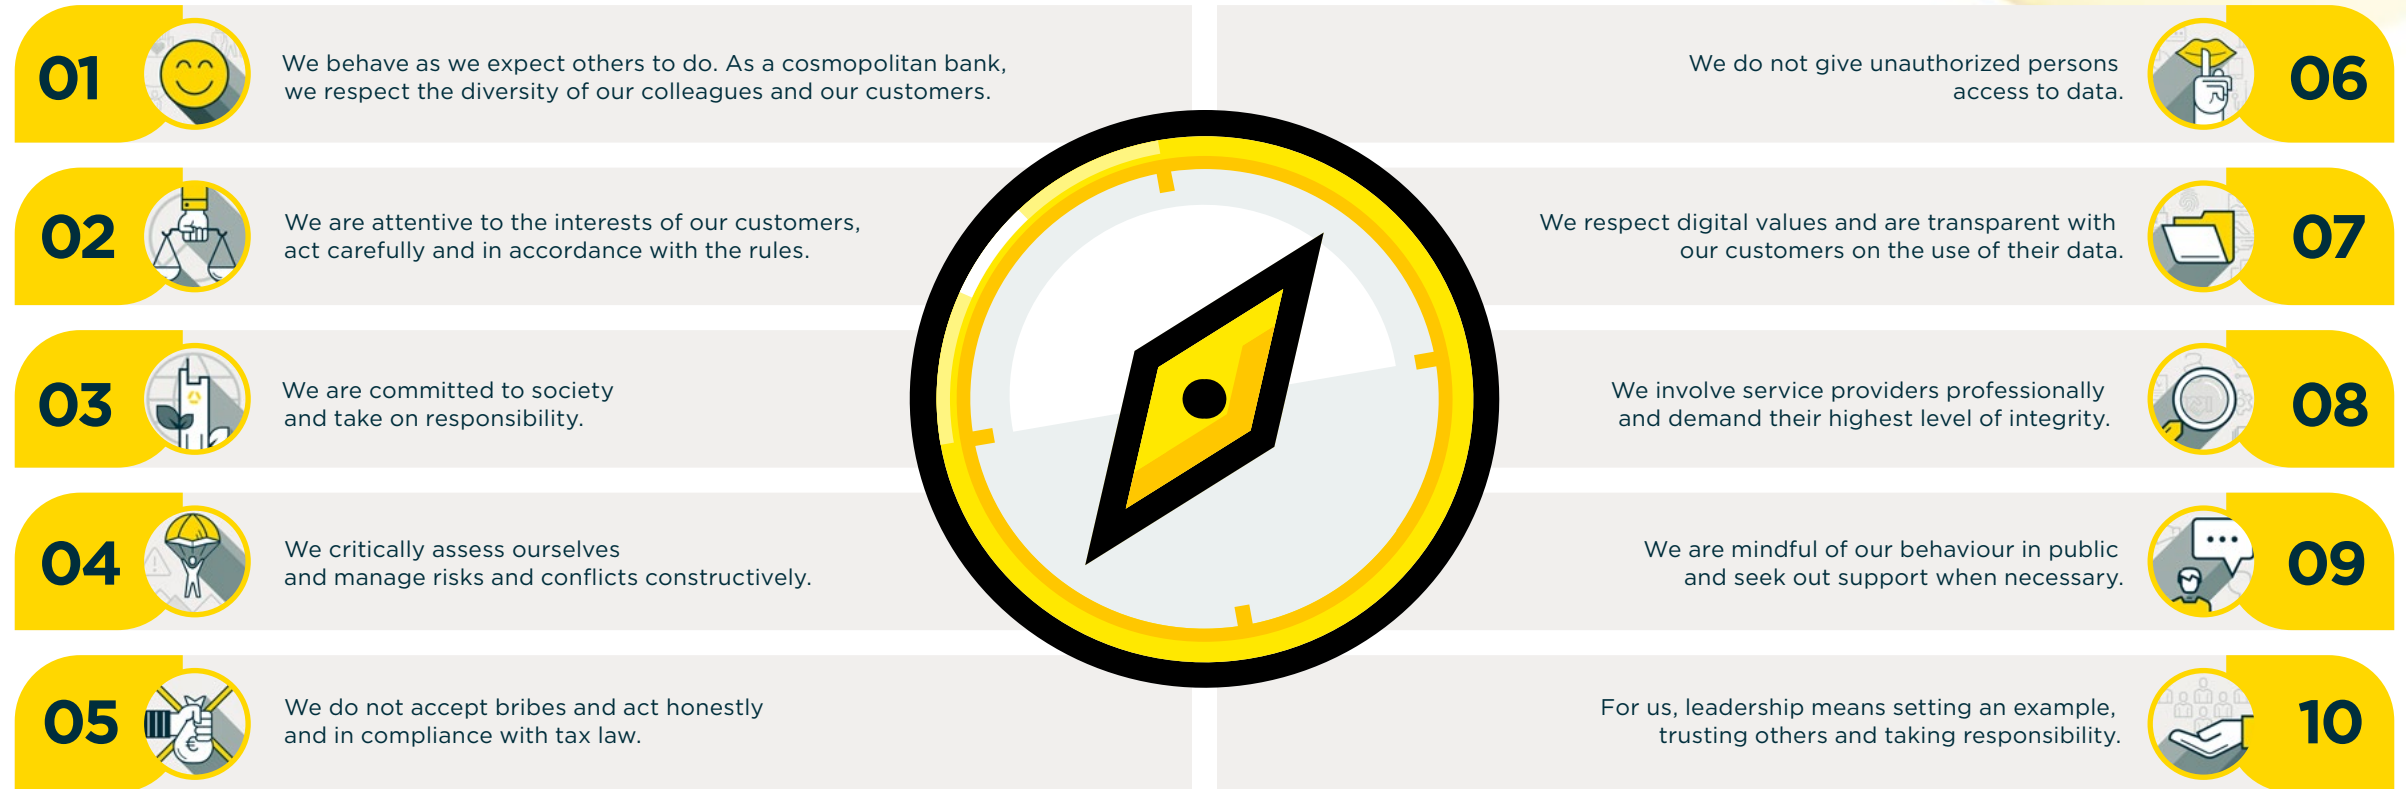 01
We behave as we expect others to do. As a cosmopolitan bank,
we respect the diversity of our colleagues and our customers.
02
We are attentive to the interests of our customers,
act carefully and in accordance with the rules.
03
We are committed to society
and take on responsibility.
04
We critically assess ourselves
and manage risks and conflicts constructively.
05
We do not accept bribes and act honestly
and in compliance with tax law.
€
We do not give unauthorized persons
access to data.
06
We respect digital values and are transparent with
our customers on the use of their data.
07
We involve service providers professionally
and demand their highest level of integrity.
08
We are mindful of our behaviour in public
and seek out support when necessary.
09
For us, leadership means setting an example,
trusting others and taking responsibility.
10